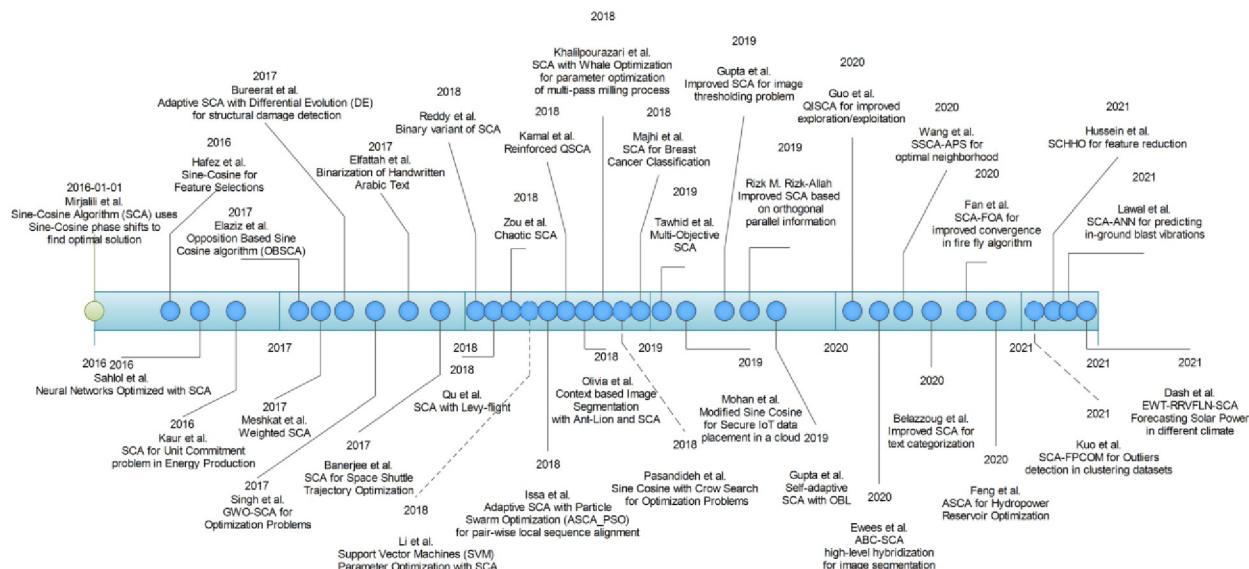 2016-01-01
Mirjalili et al.
Sine-Cosine Algorithm (SCA) uses
Sine-Cosine phase shifts to
find optimal solution
2016
Hafez et al.
Sine-Cosine for
Feature Selections
2017
Elaziz et al.
Opposition Based Sine
Cosine algorithm (OBSCA)
2017
Bureerat et al.
Adaptive SCA with Differential Evolution (DE)
for structural damage detection
2017
Elfattah et al.
Binarization of Handwritten
Arabic Text
2018
Reddy et al.
Binary variant of SCA
2018
Zou et al.
Chaotic SCA
2018
Kamal et al.
Reinforced QSCA
2018
Khalilpourazari et al.
SCA with Whale Optimization
for parameter optimization
of multi-pass milling process
2018
Majhi et al.
SCA for Breast
Cancer Classification
2019
Tawhid et al.
Multi-Objective
SCA
2019
Gupta et al.
Improved SCA for image
thresholding problem
2019
Rizk M. Rizk-Allah
Improved SCA based
on orthogonal
parallel information
2020
Guo et al.
QISCA for improved
exploration/exploitation
2020
Wang et al.
SSCA-APS for
optimal neighborhood
2020
Fan et al.
SCA-FOA for
improved convergence
in fire fly algorithm
2021
Hussein et al.
SCHHO for feature reduction
2021
Lawal et al.
SCA-ANN for predicting
in-ground blast vibrations
2016
2017
2018
2019
2020
2021
2021
2016
Sahlol et al.
Neural Networks Optimized with SCA
2016
Kaur et al.
SCA for Unit Commitment
problem in Energy Production
2017
Meshkat et al.
Weighted SCA
2017
Singh et al.
GWO-SCA for
Optimization Problems
2017
Banerjee et al.
SCA for Space Shuttle
Trajectory Optimization
2018
Qu et al.
SCA with Levy-flight
2018
Li et al.
Support Vector Machines (SVM)
Parameter Optimization with SCA
2018
Issa et al.
Adaptive SCA with Particle
Swarm Optimization (ASCA_PSO)
for pair-wise local sequence alignment
2018
Olivia et al.
Context based Image
Segmentation
with Ant-Lion and SCA
2018
Pasandideh et al.
Sine Cosine with Crow Search
for Optimization Problems
2019
Mohan et al.
Modified Sine Cosine
for Secure IoT data
placement in a cloud
2019
Gupta et al.
Self-adaptive
SCA with OBL
2020
Ewees et al.
ABC-SCA
high-level hybridization
for image segmentation
2020
Belazzoug et al.
Improved SCA for
text categorization
2020
Feng et al.
ASCA for Hydropower
Reservoir Optimization
2021
Kuo et al.
SCA-FPCOM for Outliers
detection in clustering datasets
2021
Dash et al.
EWT-RRVFLN-SCA
Forecasting Solar Power
in different climate